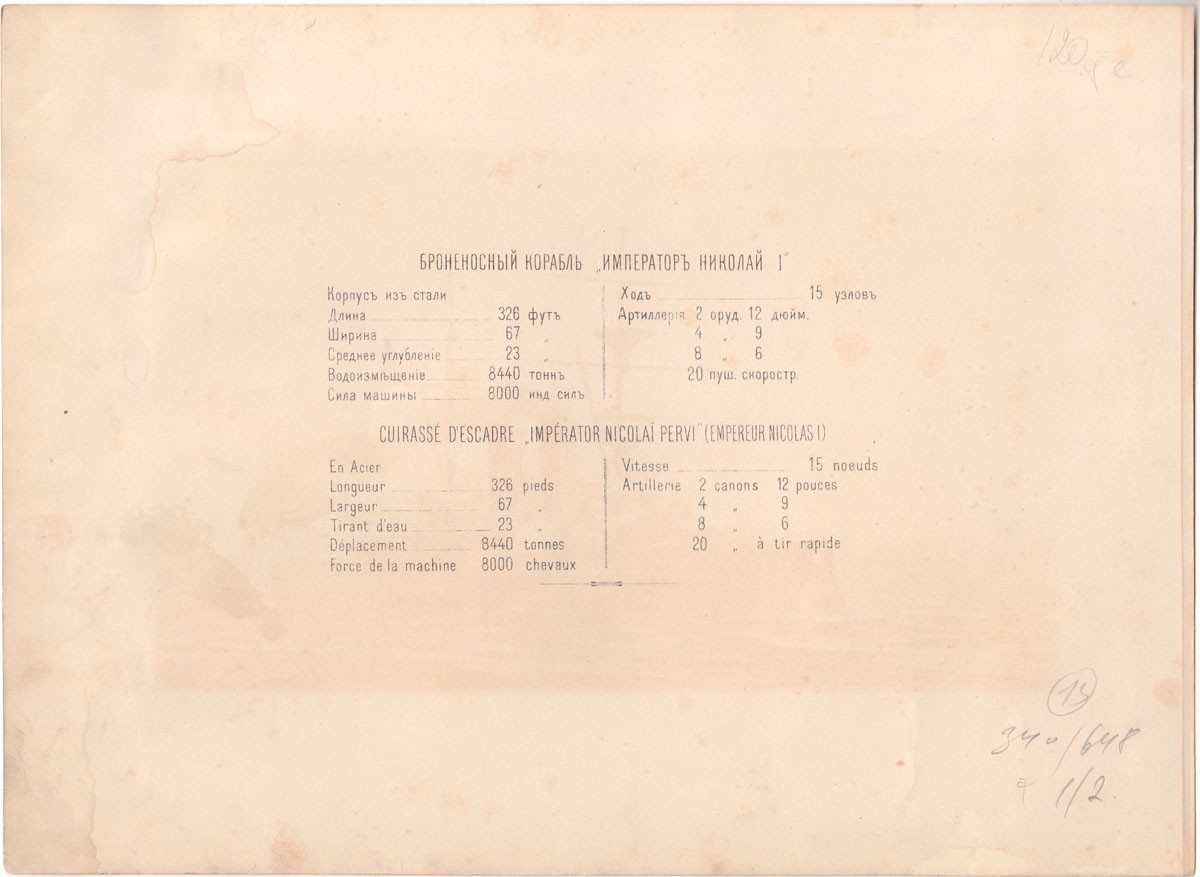 БРОНЕНОСНЫЙ КОРАБЛЬ „ИМПЕРАТОРЪ НИКОЛАЙ I“
Корпусъ изъ стали
Длина 326 футъ
Ширина 67 „
Среднее углубленіе 23 „
Водоизмѣщеніе 8440 тоннъ
Сила машины 8000 инд силъ
Ходъ 15 узловъ
Артиллерія 2 оруд. 12 дюйм.
4 „ 9
8 „ 6
20 пуш. скоростр.
CUIRASSÉ D'ESCADRE „IMPÉRATOR NICOLAÏ PERVI“ (EMPEREUR NICOLAS I)
En Acier
Longueur 326 pieds
Largeur 67 „
Tirant d'eau 23 „
Déplacement 8440 tonnes
Force de la machine 8000 chevaux
Vitesse 15 noeuds
Artillerie 2 canons 12 pouces
4 „ 9
8 „ 6
20 „ à tir rapide
13
340/648
1/2